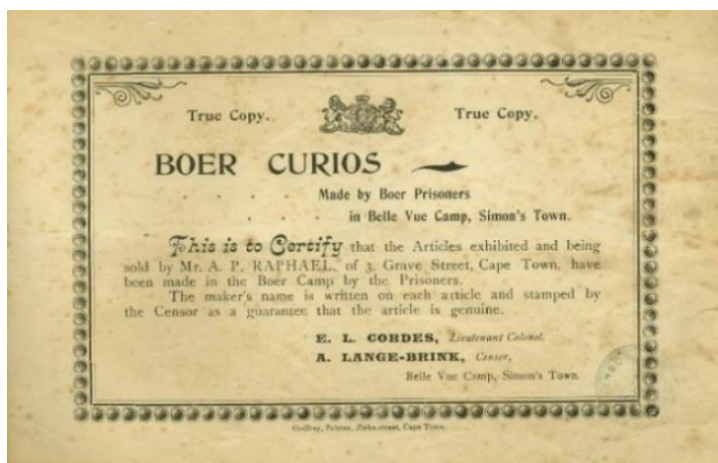 True Copy. True Copy.
BOER CURIOS
Made by Boer Prisoners
in Belle Vue Camp, Simon's Town.
This is to Certify that the Articles exhibited and being
sold by Mr. A. P. RAPHAEL, of 3, Grave Street, Cape Town, have
been made in the Boer Camp by the Prisoners.
The maker's name is written on each article and stamped by
the Censor as a guarantee that the article is genuine.
E. L. CORDES, Lieutenant Colonel.
A. LANGE-BRINK, Censor,
Belle Vue Camp, Simon's Town.
Printer, Cape Town.